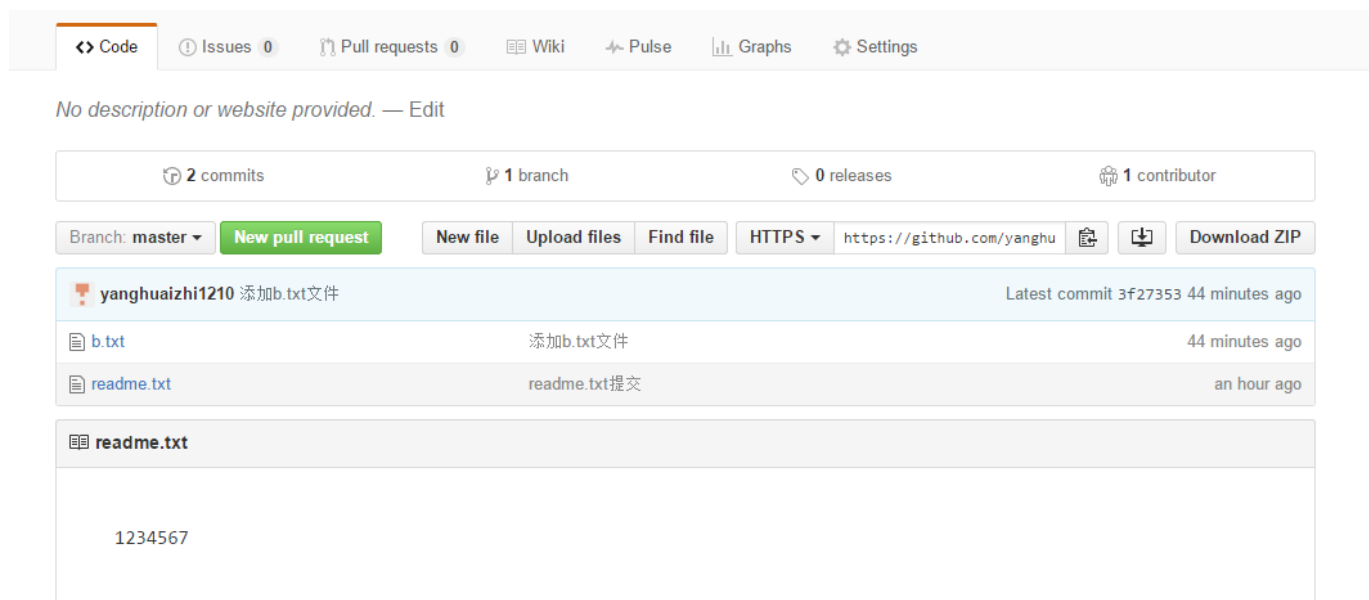 Code Issues 0 Pull requests 0 Wiki Pulse Graphs Settings
No description or website provided. — Edit
2 commits 1 branch 0 releases 1 contributor
Branch: master New pull request New file Upload files Find file HTTPS https://github.com/yanghu Download ZIP
yanghuaizhi1210 添加b.txt文件 Latest commit 3f27353 44 minutes ago
b.txt 添加b.txt文件 44 minutes ago
readme.txt readme.txt提交 an hour ago
readme.txt
1234567